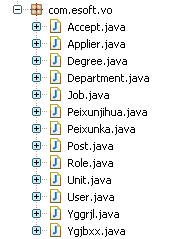 com.esoft.vo
Accept.java
Applier.java
Degree.java
Department.java
Job.java
Peixunjihua.java
Peixunka.java
Post.java
Role.java
Unit.java
User.java
Yggrjl.java
Ygjbxx.java